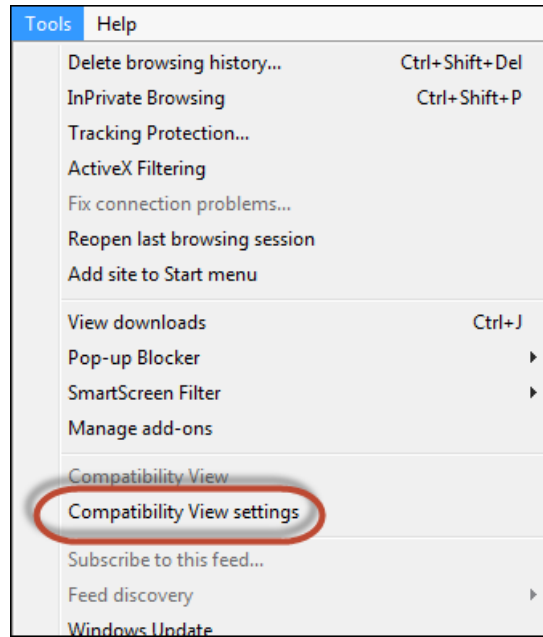 Tools Help
Delete browsing history... Ctrl+Shift+Del
InPrivate Browsing Ctrl+Shift+P
Tracking Protection...
ActiveX Filtering
Fix connection problems...
Reopen last browsing session
Add site to Start menu
View downloads Ctrl+J
Pop-up Blocker
SmartScreen Filter
Manage add-ons
Compatibility View
Compatibility View settings
Subscribe to this feed...
Feed discovery
Windows Update